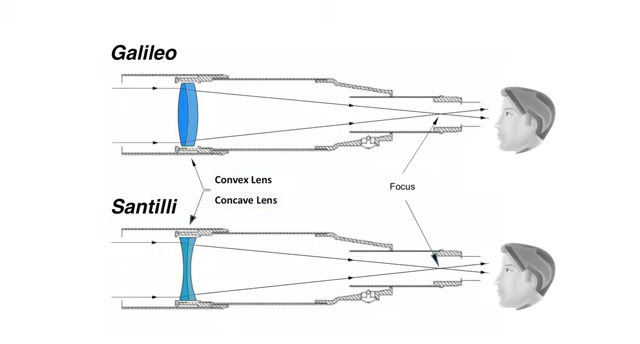 Galileo
Convex Lens
Concave Lens
Focus
Santilli